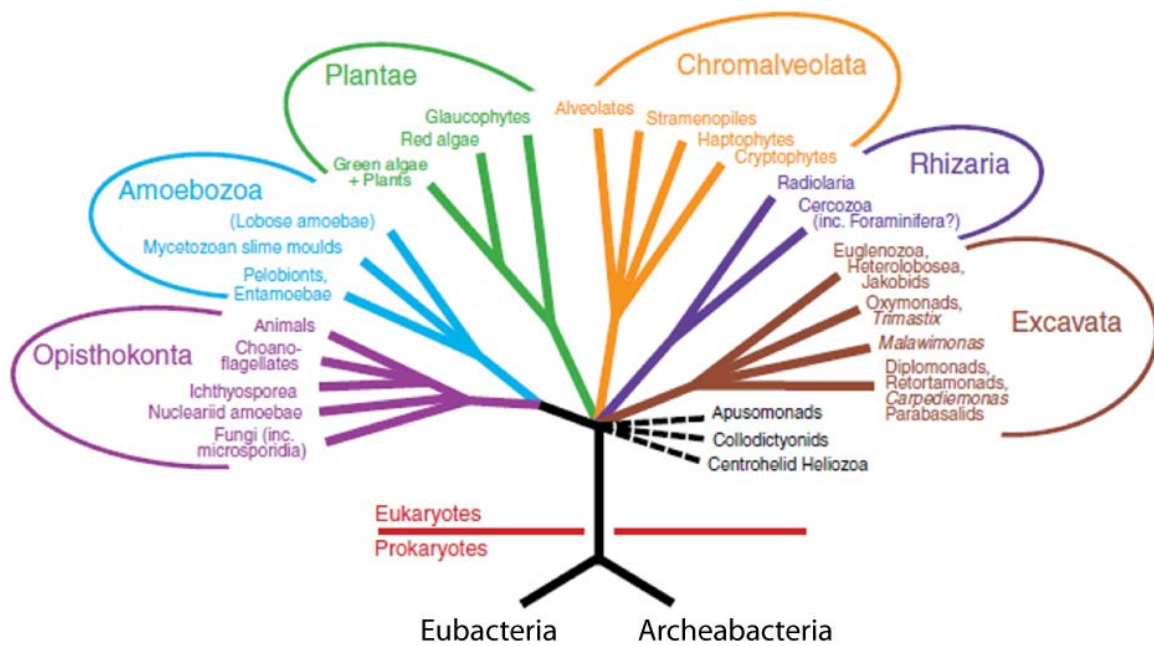 Plantae
Glaucophytes
Red algae
Green algae
+ Plants
Chromalveolata
Alveolates
Stramenopiles
Haptophytes
Cryptophytes
Amoebozoa
(Lobose amoebae)
Mycetozoan slime moulds
Pelobionts,
Entamoebae
Rhizaria
Radiolaria
Cercozoa
(inc. Foraminifera?)
Opisthokonta
Animals
Choano-
flagellates
Ichthyosporea
Nucleariid amoebae
Fungi (inc.
microsporidia)
Excavata
Euglenozoa,
Heterolobosea,
Jakobids
Oxymonads,
Trimastix
Malawimonas
Diplomonads,
Retortamonads,
Carpediemonas
Parabasalids
Apusomonads
Collodictyonids
Centrohelid Heliozoa
Eukaryotes
Prokaryotes
Eubacteria
Archeabacteria